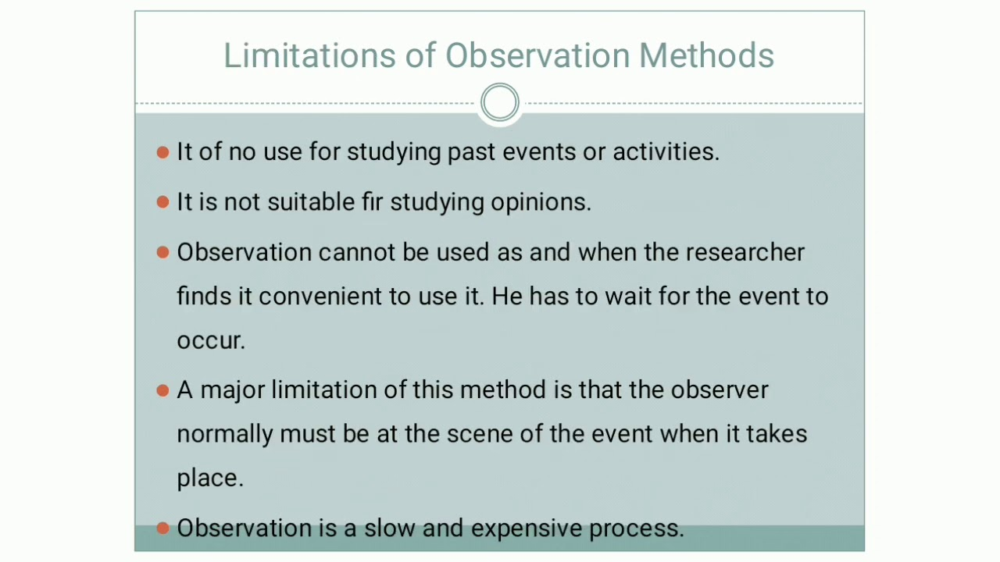 Limitations of Observation Methods
It of no use for studying past events or activities.
It is not suitable fir studying opinions.
Observation cannot be used as and when the researcher
finds it convenient to use it. He has to wait for the event to
occur.
A major limitation of this method is that the observer
normally must be at the scene of the event when it takes
place.
Observation is a slow and expensive process.